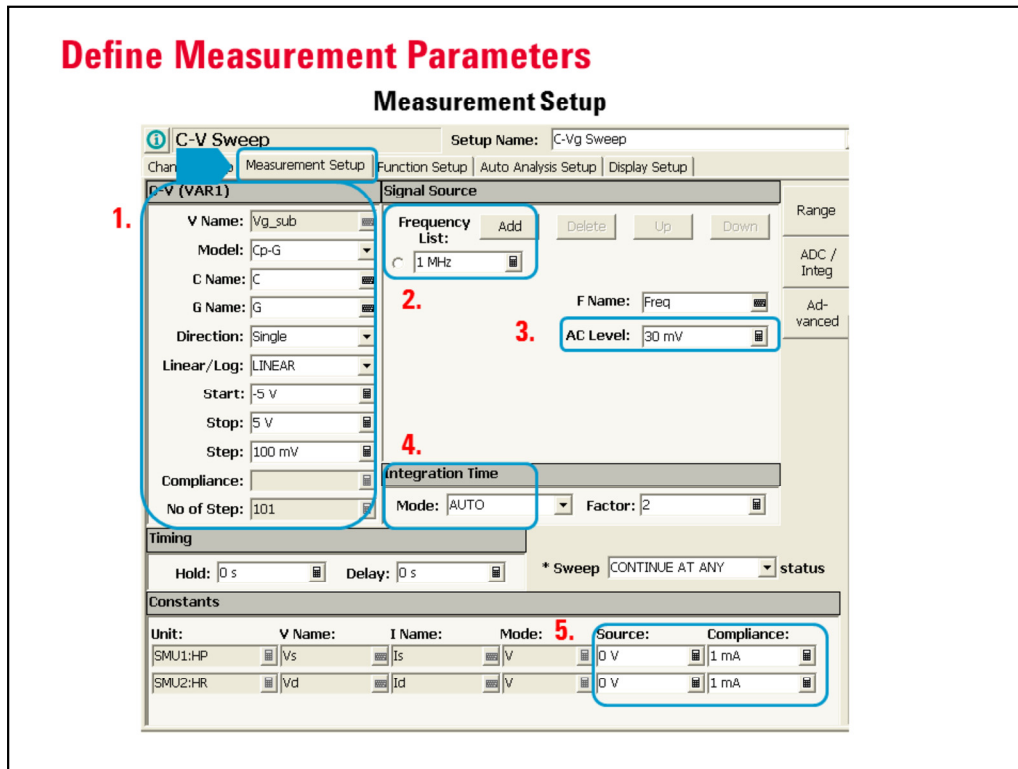 Define Measurement Parameters
Measurement Setup
C-V Sweep
Setup Name: C-Vg Sweep
Chan
Measurement Setup
Function Setup
Auto Analysis Setup
Display Setup
1.
C-V (VAR1)
V Name: Vg_sub
Model: Cp-G
C Name: C
G Name: G
Direction: Single
Linear/Log: LINEAR
Start: -5 V
Stop: 5 V
Step: 100 mV
Compliance:
No of Step: 101
Signal Source
Frequency List:
Add
Delete
Up
Down
1 MHz
2.
F Name: Freq
3.
AC Level: 30 mV
Range
ADC / Integ
Ad-vanced
4.
Integration Time
Mode: AUTO
Factor: 2
Timing
Hold: 0 s
Delay: 0 s
* Sweep CONTINUE AT ANY status
Constants
5.
Unit: V Name: I Name: Mode: Source: Compliance:
SMU1:HP Vs Is V 0 V 1 mA
SMU2:HR Vd Id V 0 V 1 mA